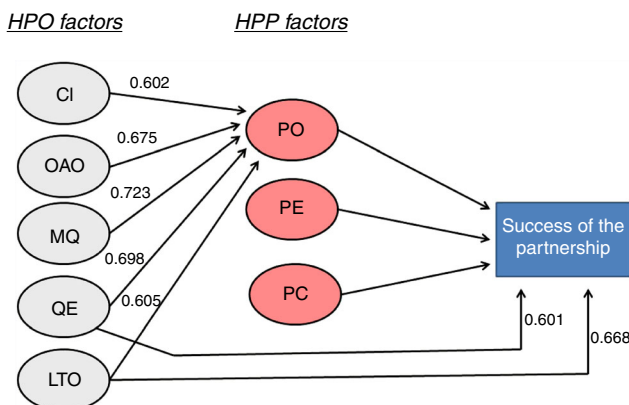 HPO factors
HPP factors
CI
0.602
PO
OAO
0.675
MQ
0.723
PE
Success of the
partnership
0.698
QE
0.605
PC
0.601
0.668
LTO